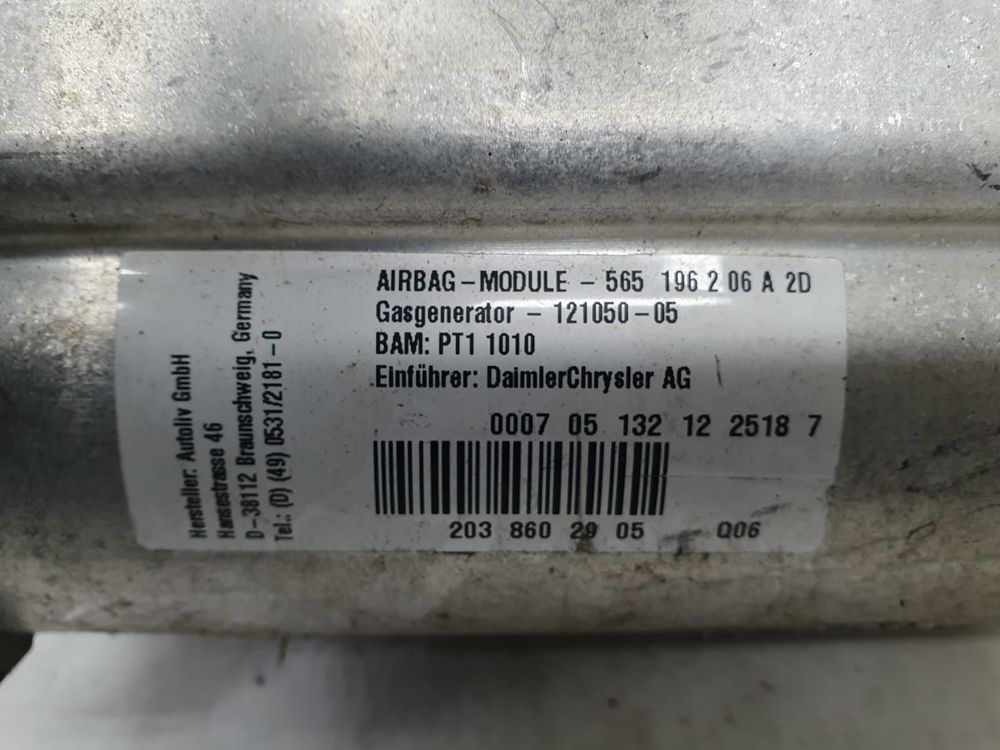 Hersteller: Autoliv GmbH
Hansestrasse 46
D-38112 Braunschweig, Germany
Tel.: (0) (49) 0531/2181-0
AIRBAG-MODULE - 565 196 2 06 A 2D
Gasgenerator - 121050-05
BAM: PT1 1010
Einführer: DaimlerChrysler AG
0007 05 132 12 2518 7
203 860 29 05 Q06